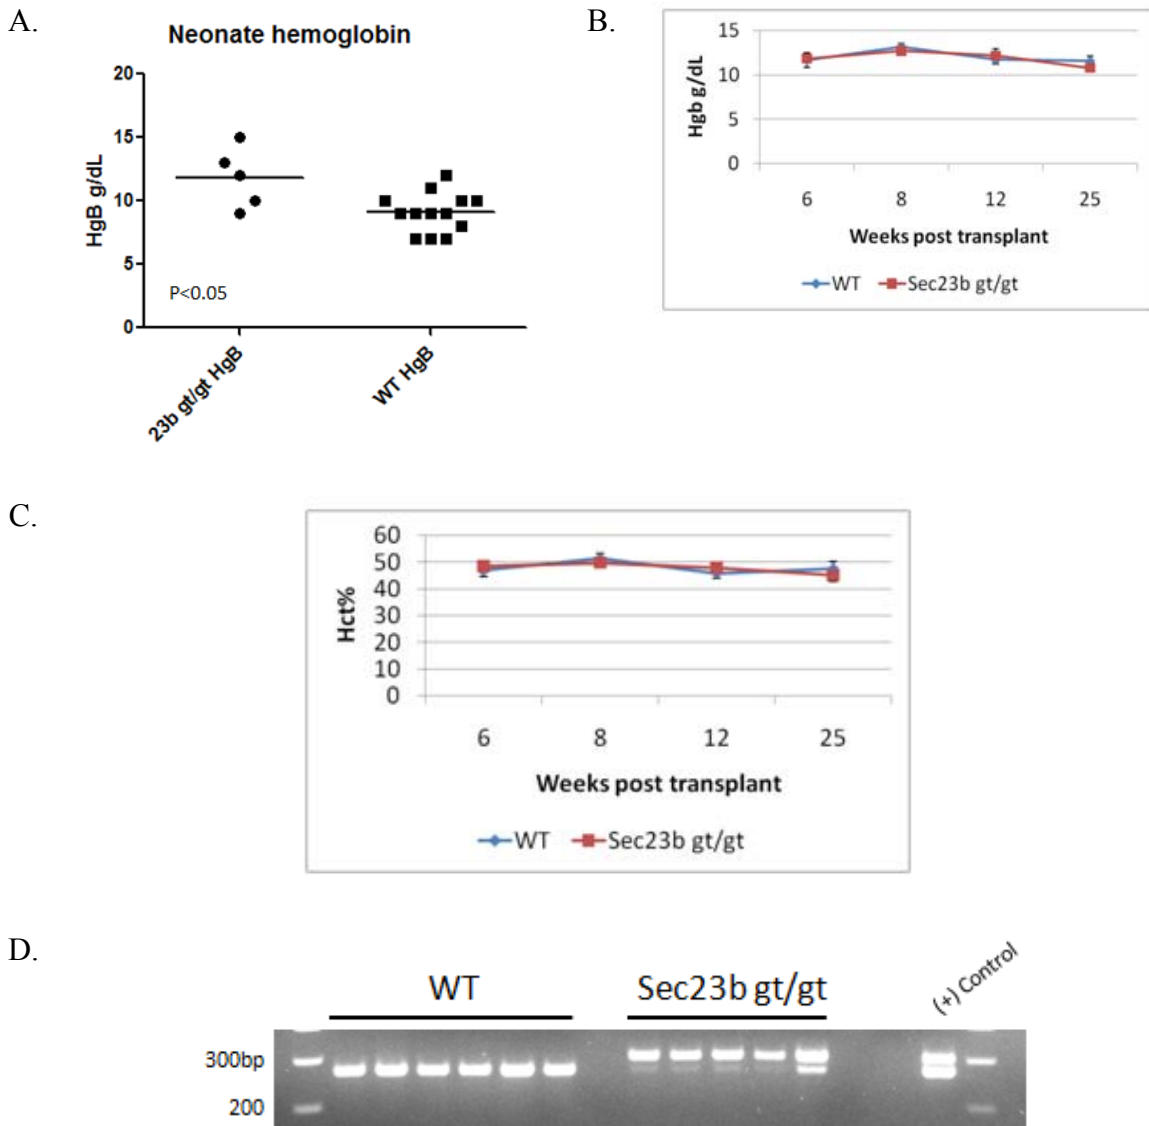 A.
Neonate hemoglobin
HgB g/dL
20
15
10
5
0
P<0.05
23b gt/gt HgB
WT HgB
B.
Hgb g/dL
15
10
5
0
6 8 12 25
Weeks post transplant
WT Sec23b gt/gt
C.
Hct%
60
50
40
30
20
10
0
6 8 12 25
Weeks post transplant
WT Sec23b gt/gt
D.
WT Sec23b gt/gt (+) Control
300bp
200